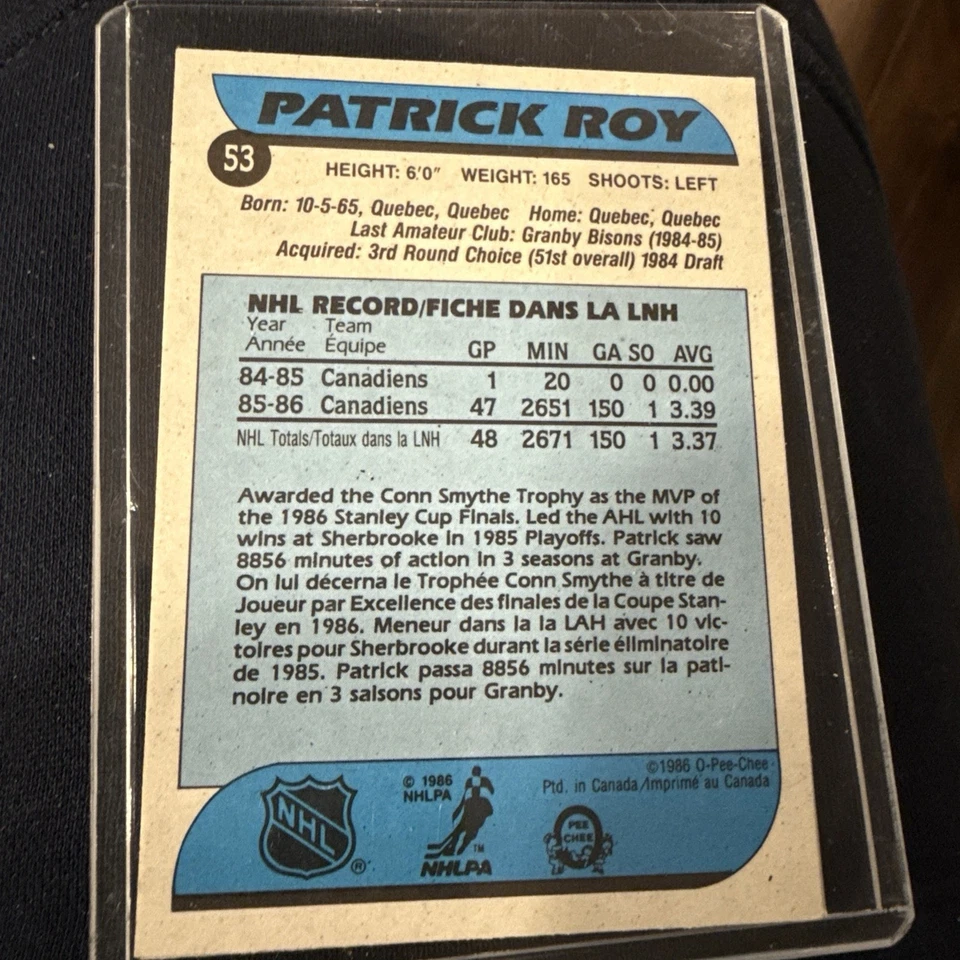 PATRICK ROY
53
HEIGHT: 6'0" WEIGHT: 165 SHOOTS: LEFT
Born: 10-5-65, Quebec, Quebec Home: Quebec, Quebec
Last Amateur Club: Granby Bisons (1984-85)
Acquired: 3rd Round Choice (51st overall) 1984 Draft
NHL RECORD/FICHE DANS LA LNH
Year Team
Année Équipe GP MIN GA SO AVG
84-85 Canadiens 1 20 0 0 0.00
85-86 Canadiens 47 2651 150 1 3.39
NHL Totals/Totaux dans la LNH 48 2671 150 1 3.37
Awarded the Conn Smythe Trophy as the MVP of
the 1986 Stanley Cup Finals. Led the AHL with 10
wins at Sherbrooke in 1985 Playoffs. Patrick saw
8856 minutes of action in 3 seasons at Granby.
On lui décerna le Trophée Conn Smythe à titre de
Joueur par Excellence des finales de la Coupe Stan-
ley en 1986. Meneur dans la la LAH avec 10 vic-
toires pour Sherbrooke durant la série éliminatoire
de 1985. Patrick passa 8856 minutes sur la pati-
noire en 3 saisons pour Granby.
©1986 O-Pee-Chee
Ptd. in Canada/Imprimé au Canada
© 1986
NHLPA
NHL ®
TM
NHLPA
PEE
CHEE